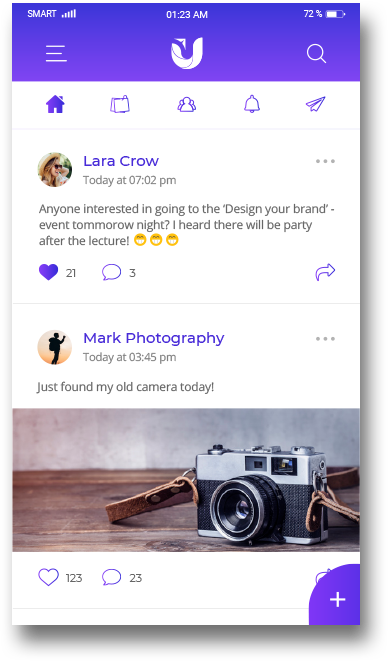 SMART 01:23 AM 72 %
Lara Crow
Today at 07:02 pm
Anyone interested in going to the ‘Design your brand’ -
event tommorow night? I heard there will be party
after the lecture! 😁😁😁
21 3
Mark Photography
Today at 03:45 pm
Just found my old camera today!
123 23